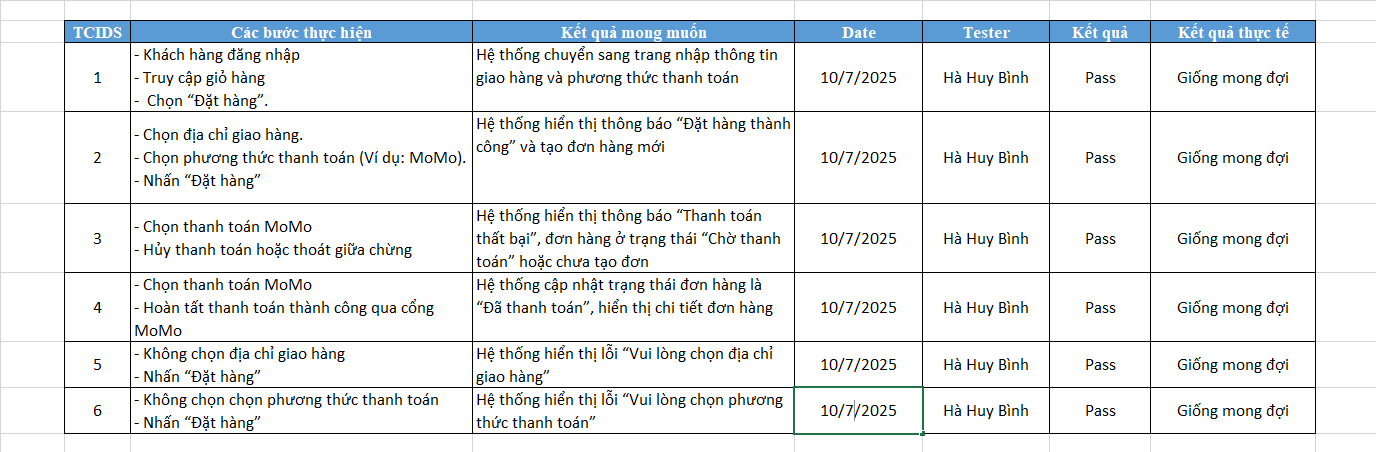 TCIDS Các bước thực hiện Kết quả mong muốn Date Tester Kết quả Kết quả thực tế
1
- Khách hàng đăng nhập
- Truy cập giỏ hàng
- Chọn “Đặt hàng”.
Hệ thống chuyển sang trang nhập thông tin
giao hàng và phương thức thanh toán
10/7/2025 Hà Huy Bình Pass Giống mong đợi
2
- Chọn địa chỉ giao hàng.
- Chọn phương thức thanh toán (Ví dụ: MoMo).
- Nhấn “Đặt hàng”
Hệ thống hiển thị thông báo “Đặt hàng thành
công” và tạo đơn hàng mới
10/7/2025 Hà Huy Bình Pass Giống mong đợi
3
- Chọn thanh toán MoMo
- Hủy thanh toán hoặc thoát giữa chừng
Hệ thống hiển thị thông báo “Thanh toán
thất bại”, đơn hàng ở trạng thái “Chờ thanh
toán” hoặc chưa tạo đơn
10/7/2025 Hà Huy Bình Pass Giống mong đợi
4
- Chọn thanh toán MoMo
- Hoàn tất thanh toán thành công qua cổng
MoMo
Hệ thống cập nhật trạng thái đơn hàng là
“Đã thanh toán”, hiển thị chi tiết đơn hàng
10/7/2025 Hà Huy Bình Pass Giống mong đợi
5
- Không chọn địa chỉ giao hàng
- Nhấn “Đặt hàng”
Hệ thống hiển thị lỗi “Vui lòng chọn địa chỉ
giao hàng”
10/7/2025 Hà Huy Bình Pass Giống mong đợi
6
- Không chọn chọn phương thức thanh toán
- Nhấn “Đặt hàng”
Hệ thống hiển thị lỗi “Vui lòng chọn phương
thức thanh toán”
10/7/2025 Hà Huy Bình Pass Giống mong đợi